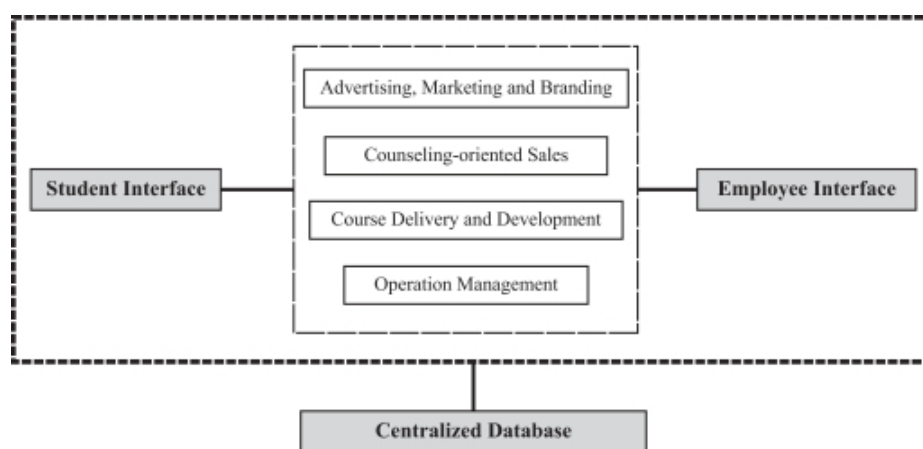 Advertising, Marketing and Branding
Counseling-oriented Sales
Student Interface
Employee Interface
Course Delivery and Development
Operation Management
Centralized Database